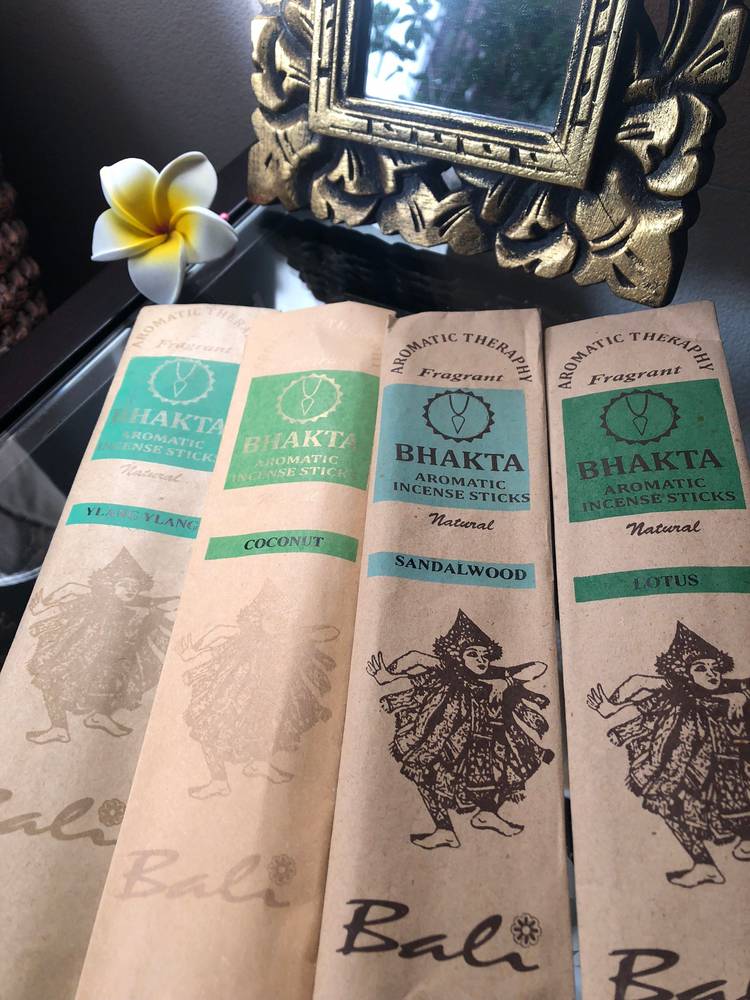 AROMATIC THERAPHY
Fragrant
BHAKTA
AROMATIC
INCENSE STICKS
Natural
YLANG YLANG
Bali
BHAKTA
AROMATIC
INCENSE STICKS
COCONUT
Bali
AROMATIC THERAPHY
Fragrant
BHAKTA
AROMATIC
INCENSE STICKS
Natural
SANDALWOOD
Bali
AROMATIC THERAPHY
Fragrant
BHAKTA
AROMATIC
INCENSE STICKS
Natural
LOTUS
Bali